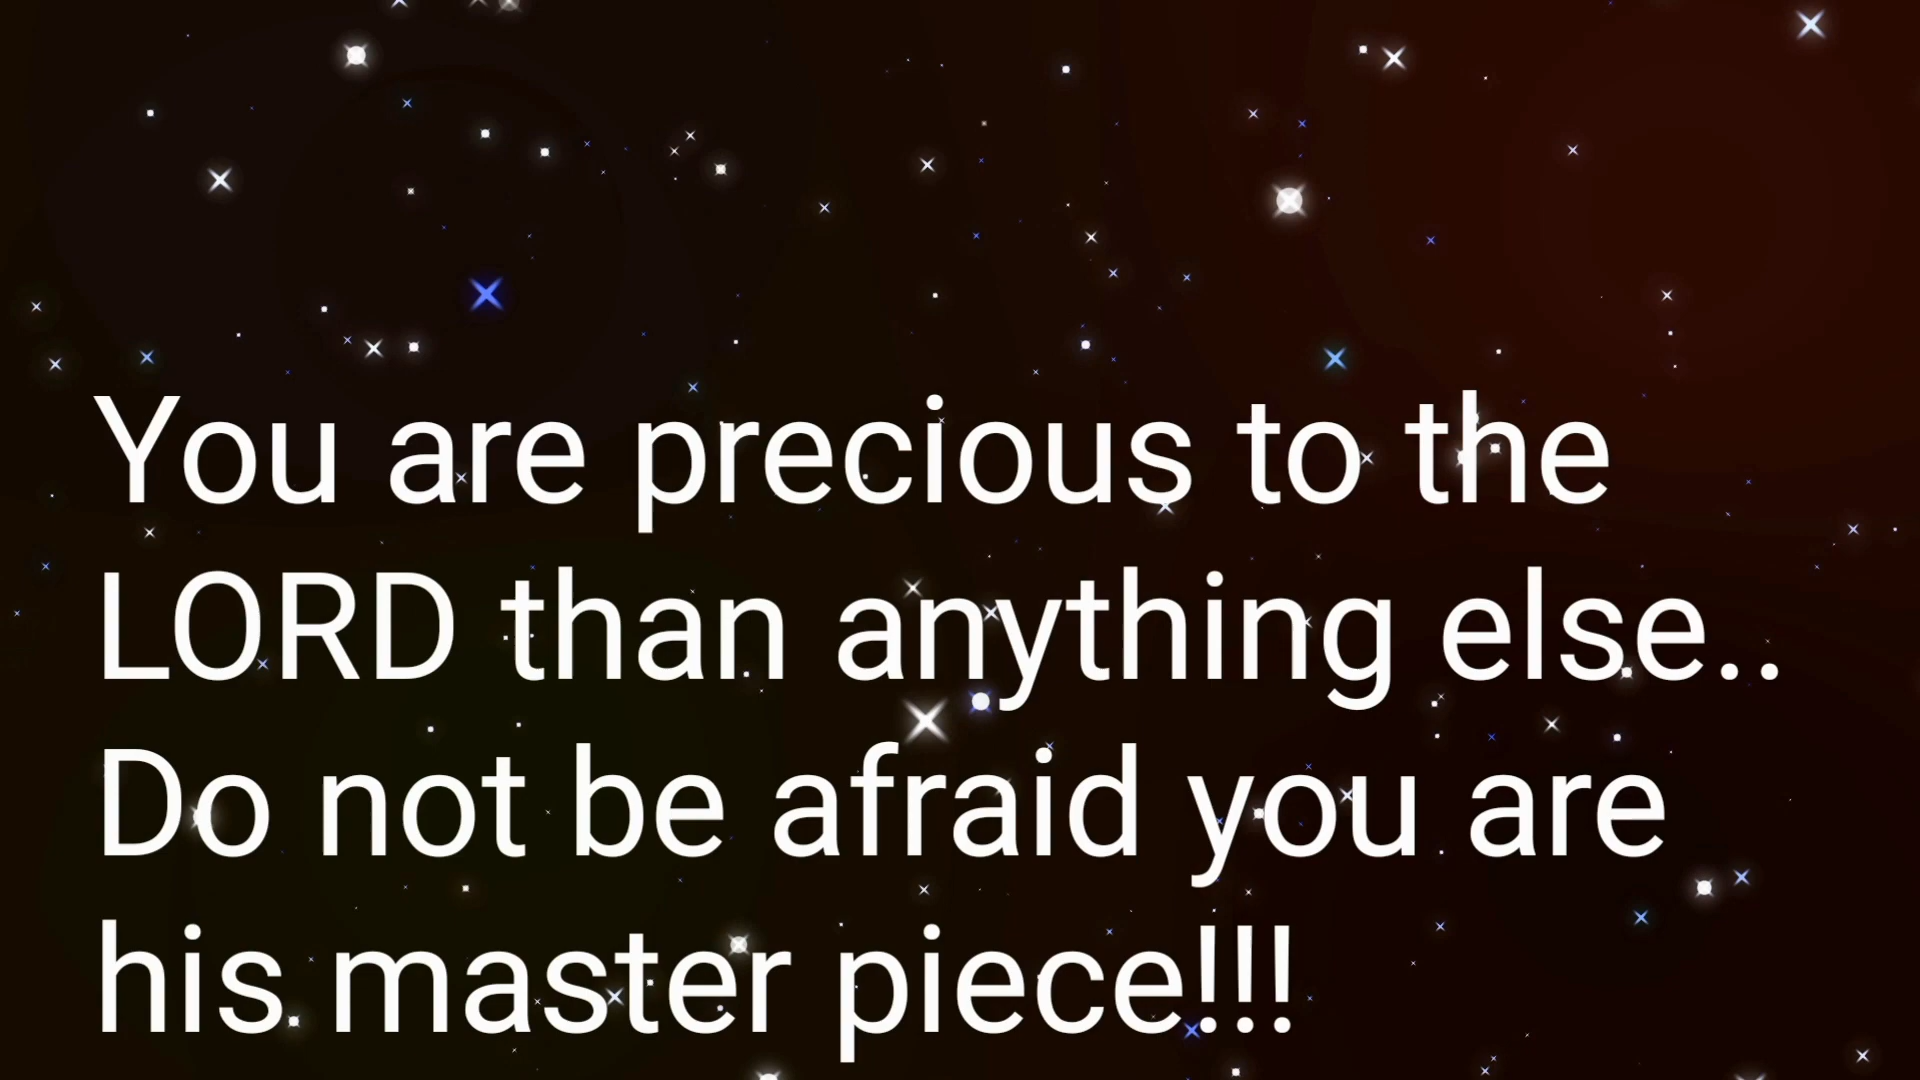 You are precious to the
LORD than anything else..
Do not be afraid you are
his master piece!!!